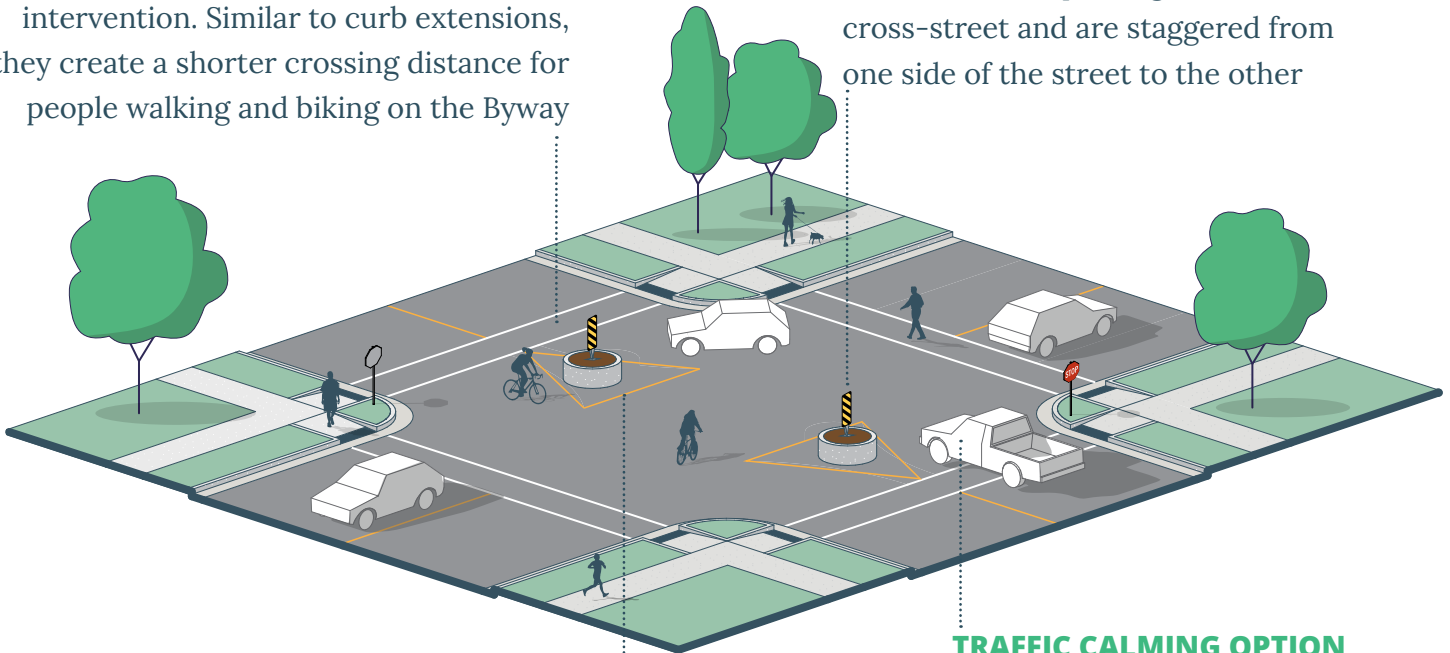 intervention. Similar to curb extensions,
they create a shorter crossing distance for
people walking and biking on the Byway
cross-street and are staggered from
one side of the street to the other
STOP
TRAFFIC CALMING OPTION